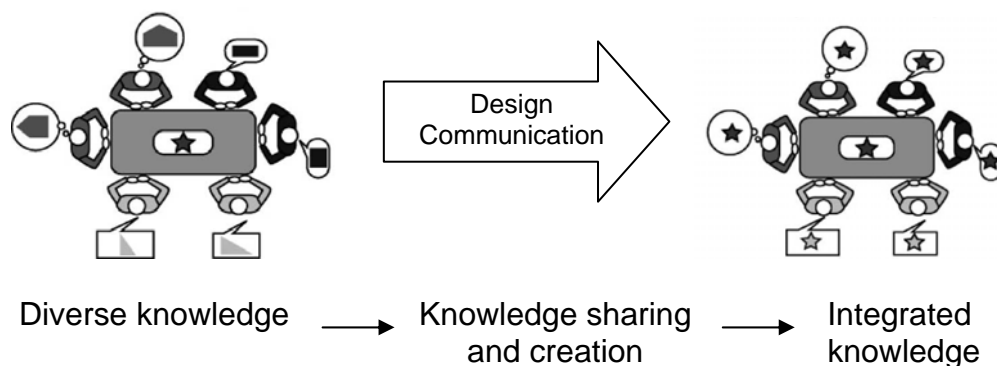 Design
Communication
Diverse knowledge
Knowledge sharing
and creation
Integrated
knowledge